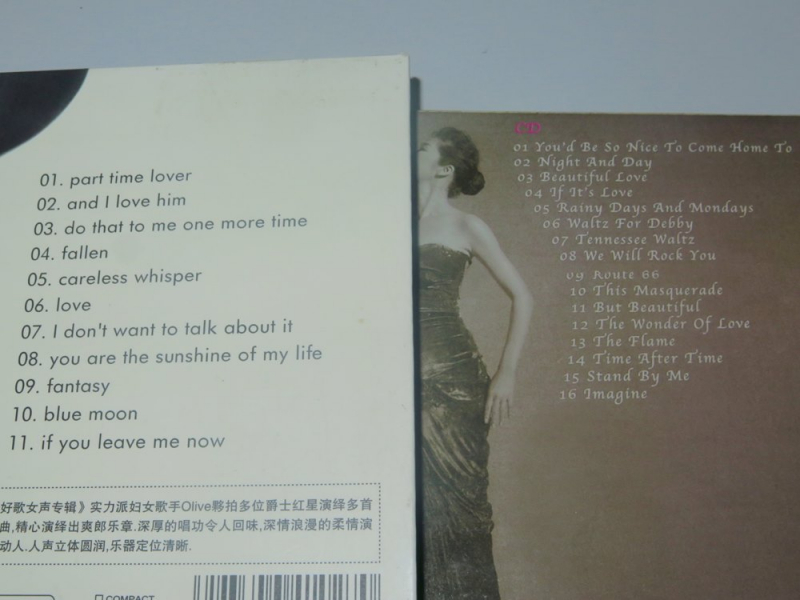 01. part time lover
02. and I love him
03. do that to me one more time
04. fallen
05. careless whisper
06. love
07. I don't want to talk about it
08. you are the sunshine of my life
09. fantasy
10. blue moon
11. if you leave me now
好歌女声专辑》实力派妇女歌手Olive夥拍多位爵士红星演绎多首
曲,精心演绎出爽郎乐章.深厚的唱功令人回味,深情浪漫的柔情演
动人.人声立体圆润,乐器定位清晰.
COMPACT
CD
01 You'd Be So Nice To Come Home To
02 Night And Day
03 Beautiful Love
04 If It's Love
05 Rainy Days And Mondays
06 Waltz For Debby
07 Tennessee Waltz
08 We Will Rock You
09 Route 66
10 This Masquerade
11 But Beautiful
12 The Wonder Of Love
13 The Flame
14 Time After Time
15 Stand By Me
16 Imagine